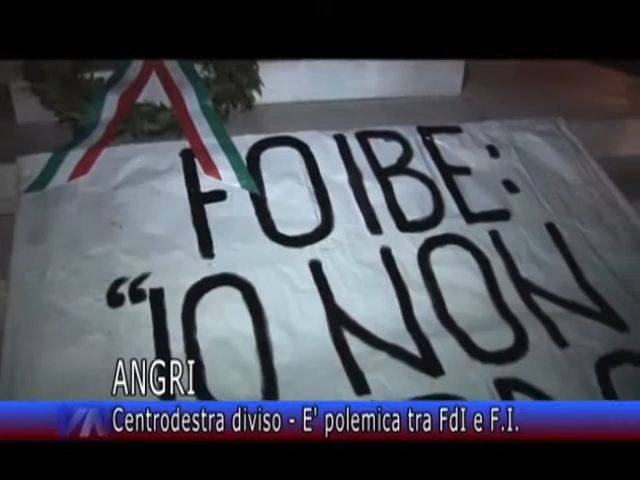 FOIBE:
"IO NON
ANGRI
Centrodestra diviso - E' polemica tra FdI e F.I.